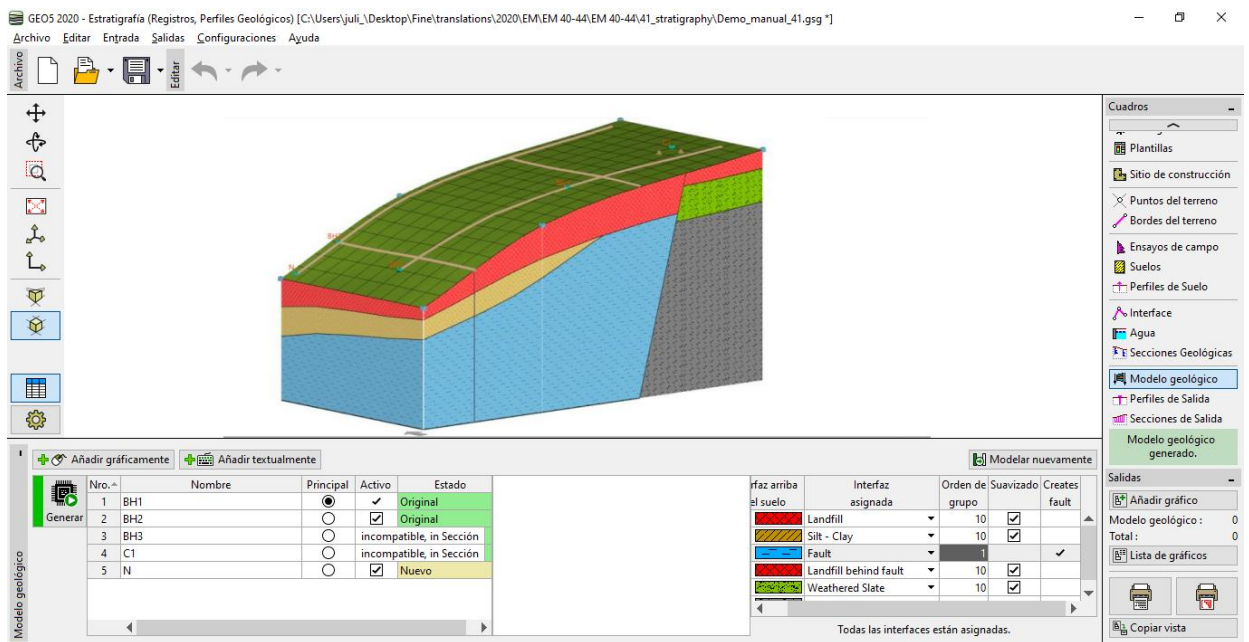 GEO5 2020 - Estratigrafía (Registros, Perfiles Geológicos) [C:\Users\juli_\Desktop\Fine\translations\2020\EM\EM 40-44\EM 40-44\41_stratigraphy\Demo_manual_41.gsg *]
Archivo Editar Entrada Salidas Configuraciones Ayuda
Archivo
Editar
Cuadros
Plantillas
Sitio de construcción
Puntos del terreno
Bordes del terreno
Ensayos de campo
Suelos
Perfiles de Suelo
Interface
Agua
Secciones Geológicas
Modelo geológico
Perfiles de Salida
Secciones de Salida
Modelo geológico
generado.
Salidas
Añadir gráfico
Modelo geológico : 0
Total : 0
Lista de gráficos
Copiar vista
N
Modelo geológico
Añadir gráficamente Añadir textualmente Modelar nuevamente
Generar
Nro. Nombre Principal Activo Estado
1 BH1 Original
2 BH2 Original
3 BH3 incompatible, in Sección
4 C1 incompatible, in Sección
5 N Nuevo
rfaz arriba Interfaz Orden de Suavizado Creates
el suelo asignada grupo fault
Landfill 10
Silt - Clay 10
Fault 1
Landfill behind fault 10
Weathered Slate 10
Todas las interfaces están asignadas.